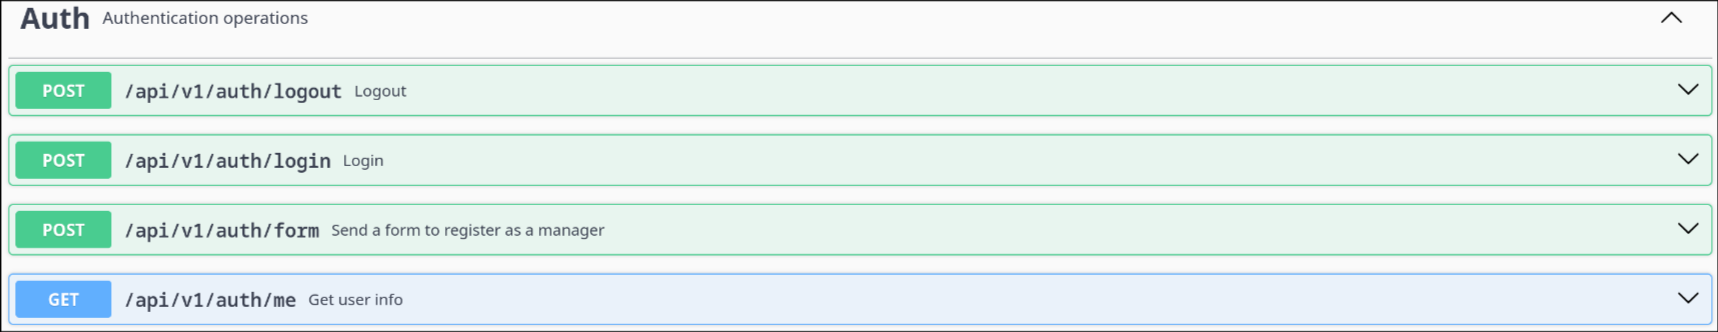 Auth Authentication operations
POST /api/v1/auth/logout Logout
POST /api/v1/auth/login Login
POST /api/v1/auth/form Send a form to register as a manager
GET /api/v1/auth/me Get user info